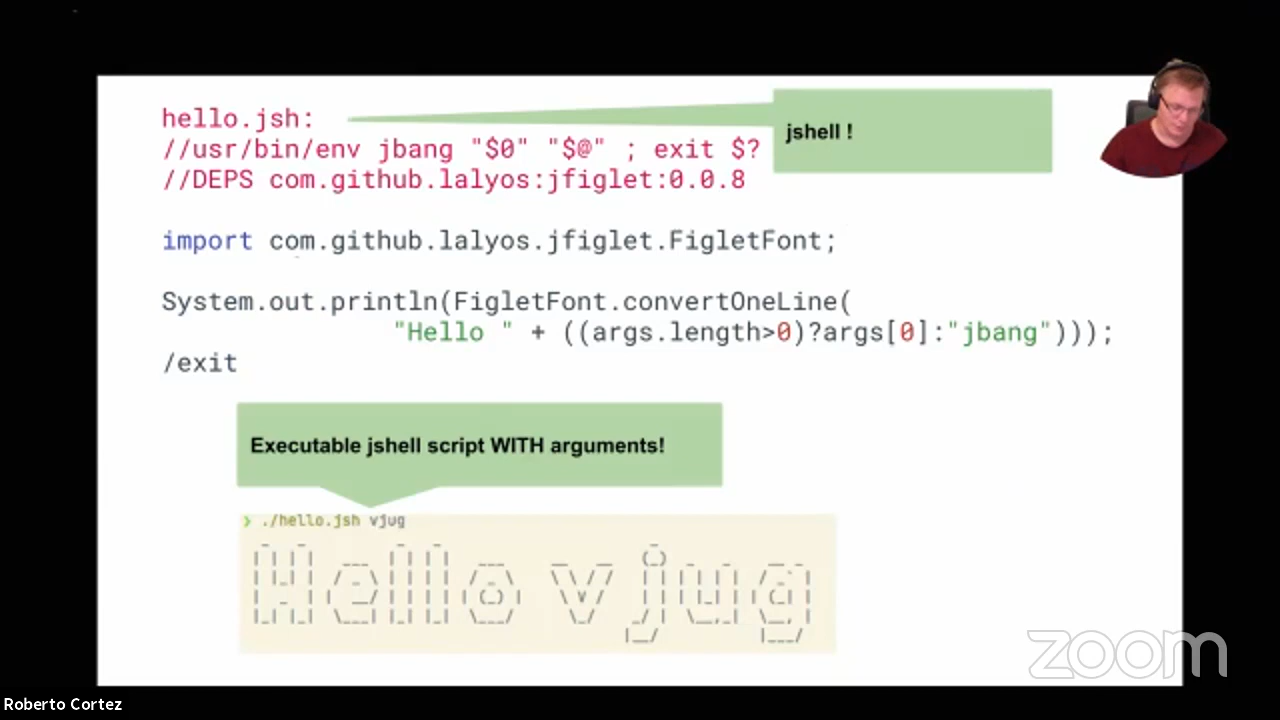 hello.jsh:
jshell !
//usr/bin/env jbang "$0" "$@" ; exit $?
//DEPS com.github.lalyos:jfiglet:0.0.8
import com.github.lalyos.jfiglet.FigletFont;
System.out.println(FigletFont.convertOneLine(
"Hello " + ((args.length>0)?args[0]:"jbang")));
/exit
Executable jshell script WITH arguments!
❯ ./hello.jsh vjug
Hello vjug
zoom
Roberto Cortez